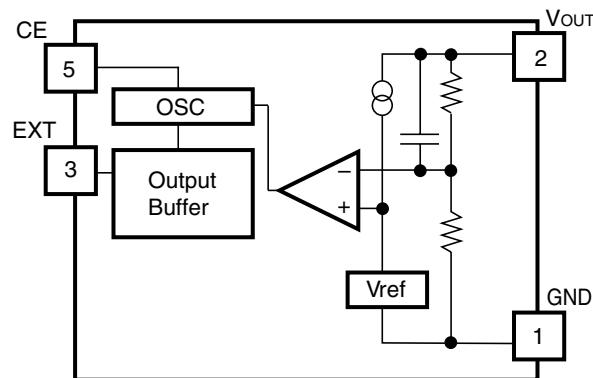 CE
VOUT
5
2
OSC
EXT
3
Output
Buffer
−
+
Vref
GND
1